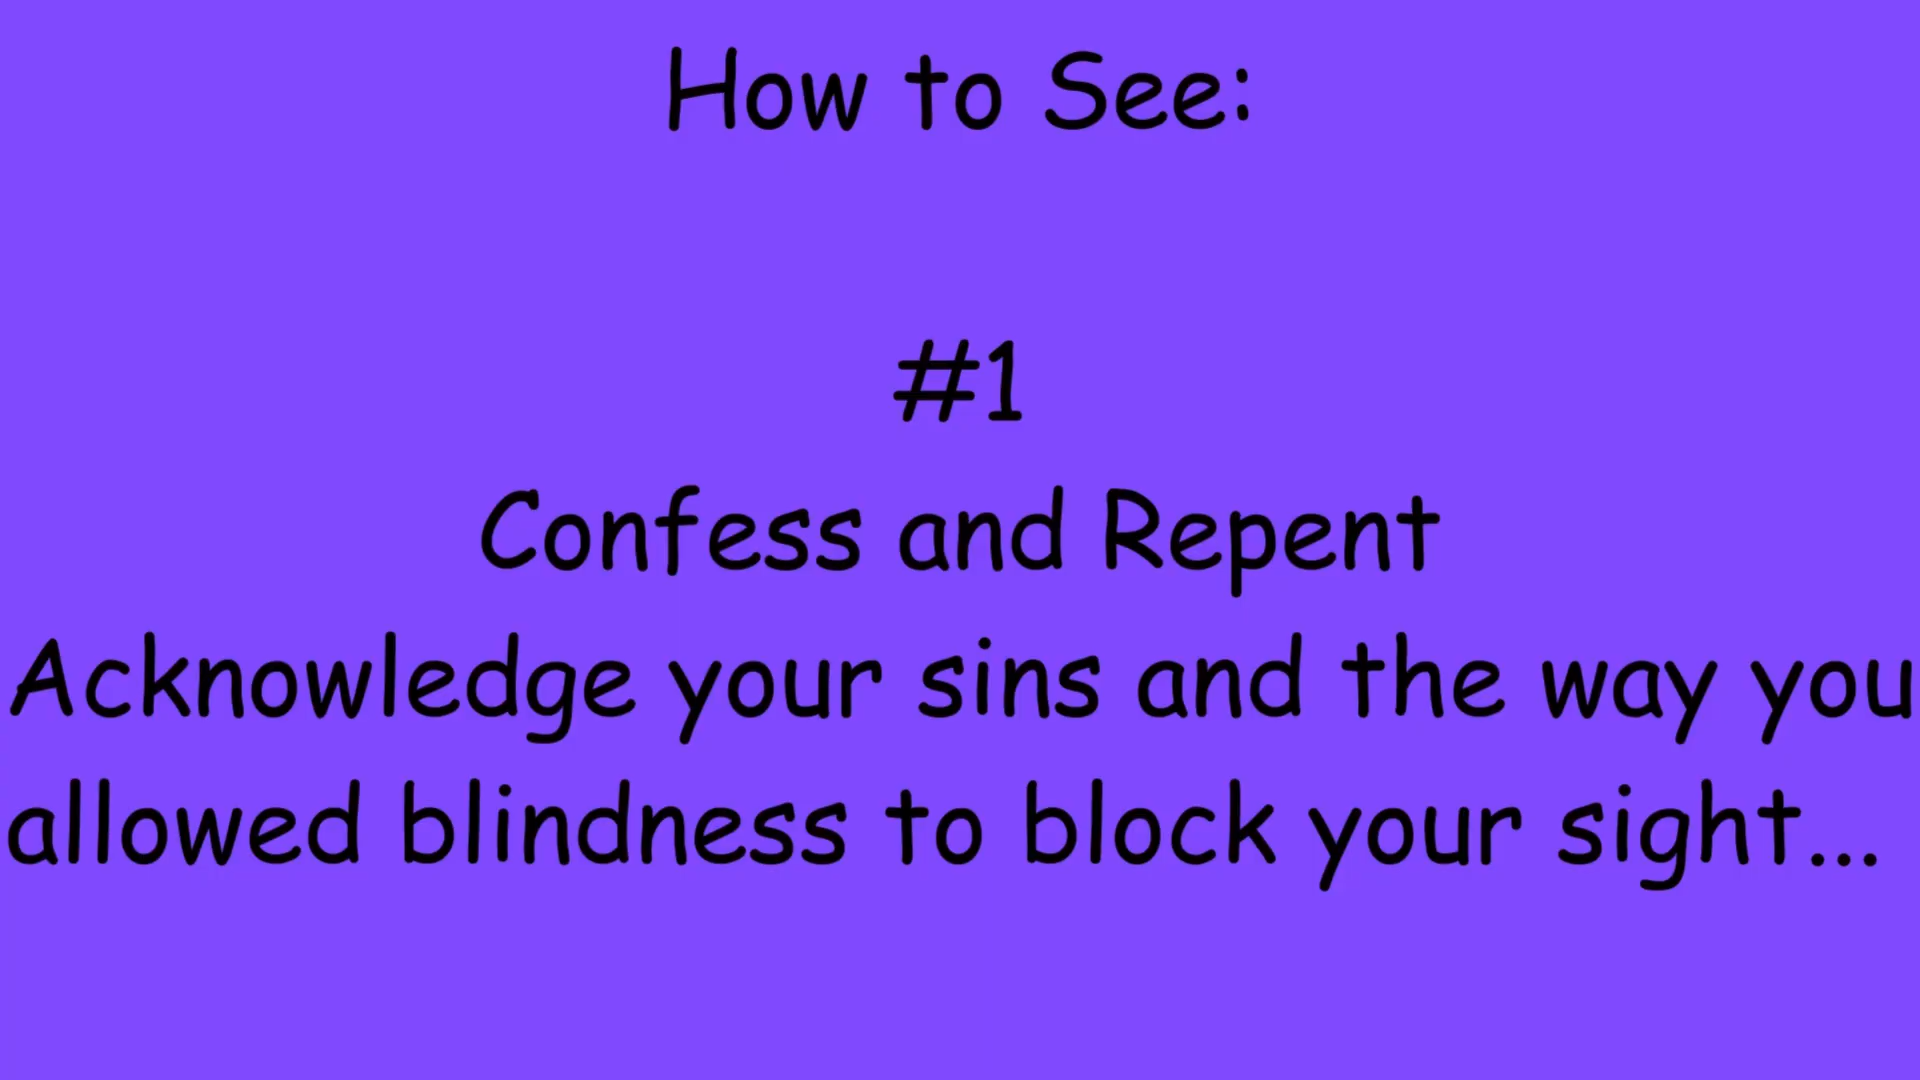 How to See:
#1
Confess and Repent
Acknowledge your sins and the way you
allowed blindness to block your sight...